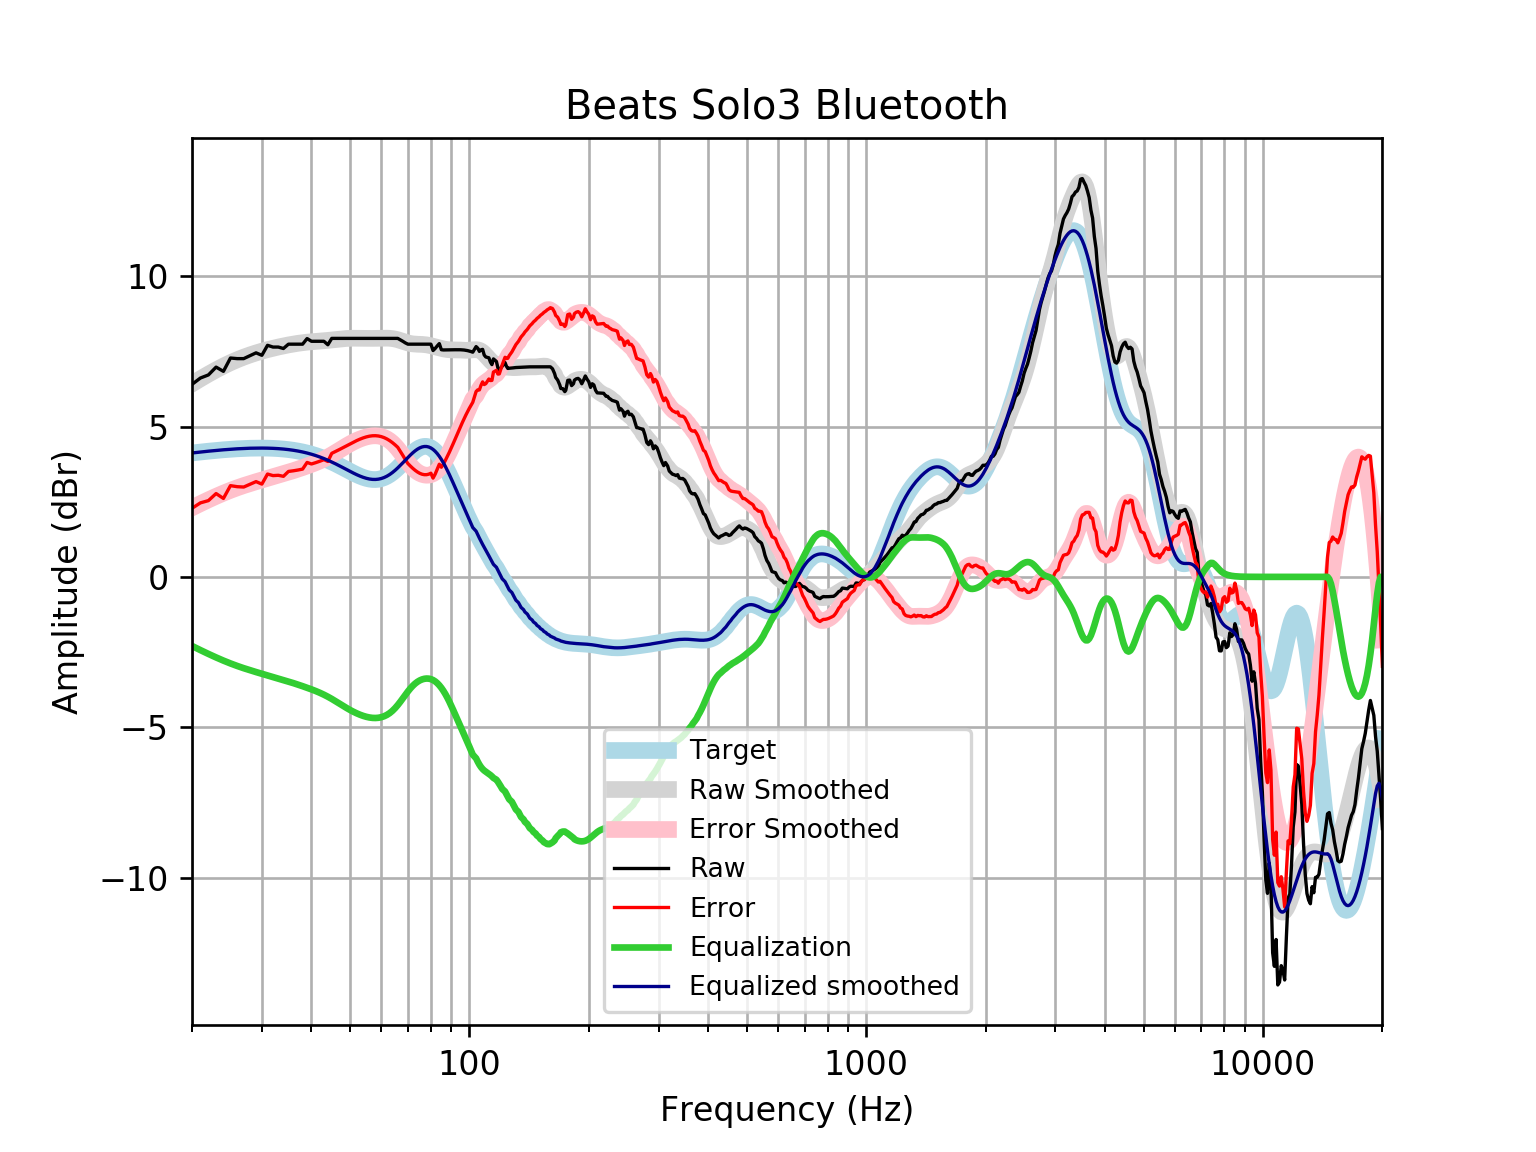 Beats Solo3 Bluetooth
Amplitude (dBr)
10
5
0
−5
−10
Target
Raw Smoothed
Error Smoothed
Raw
Error
Equalization
Equalized smoothed
100 1000 10000
Frequency (Hz)